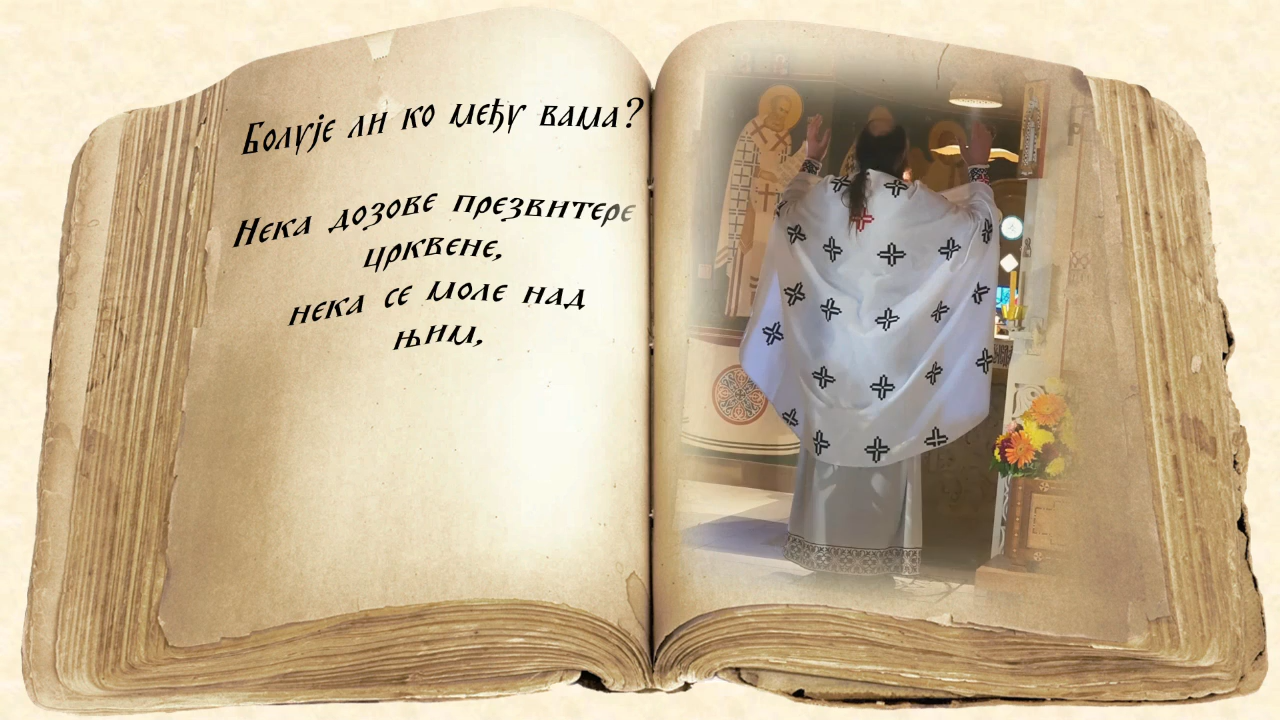 Болује ли ко међу вама?
Нека дозове презвитере
црквене,
нека се моле над
њим,